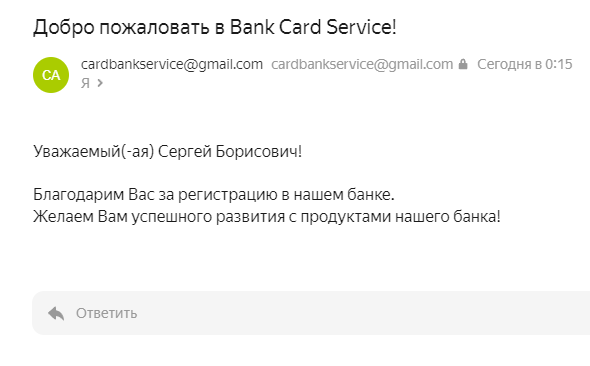 Добро пожаловать в Bank Card Service!
cardbankservice@gmail.com cardbankservice@gmail.com Сегодня в 0:15
СА
Я >
Уважаемый(-ая) Сергей Борисович!
Благодарим Вас за регистрацию в нашем банке.
Желаем Вам успешного развития с продуктами нашего банка!
Ответить